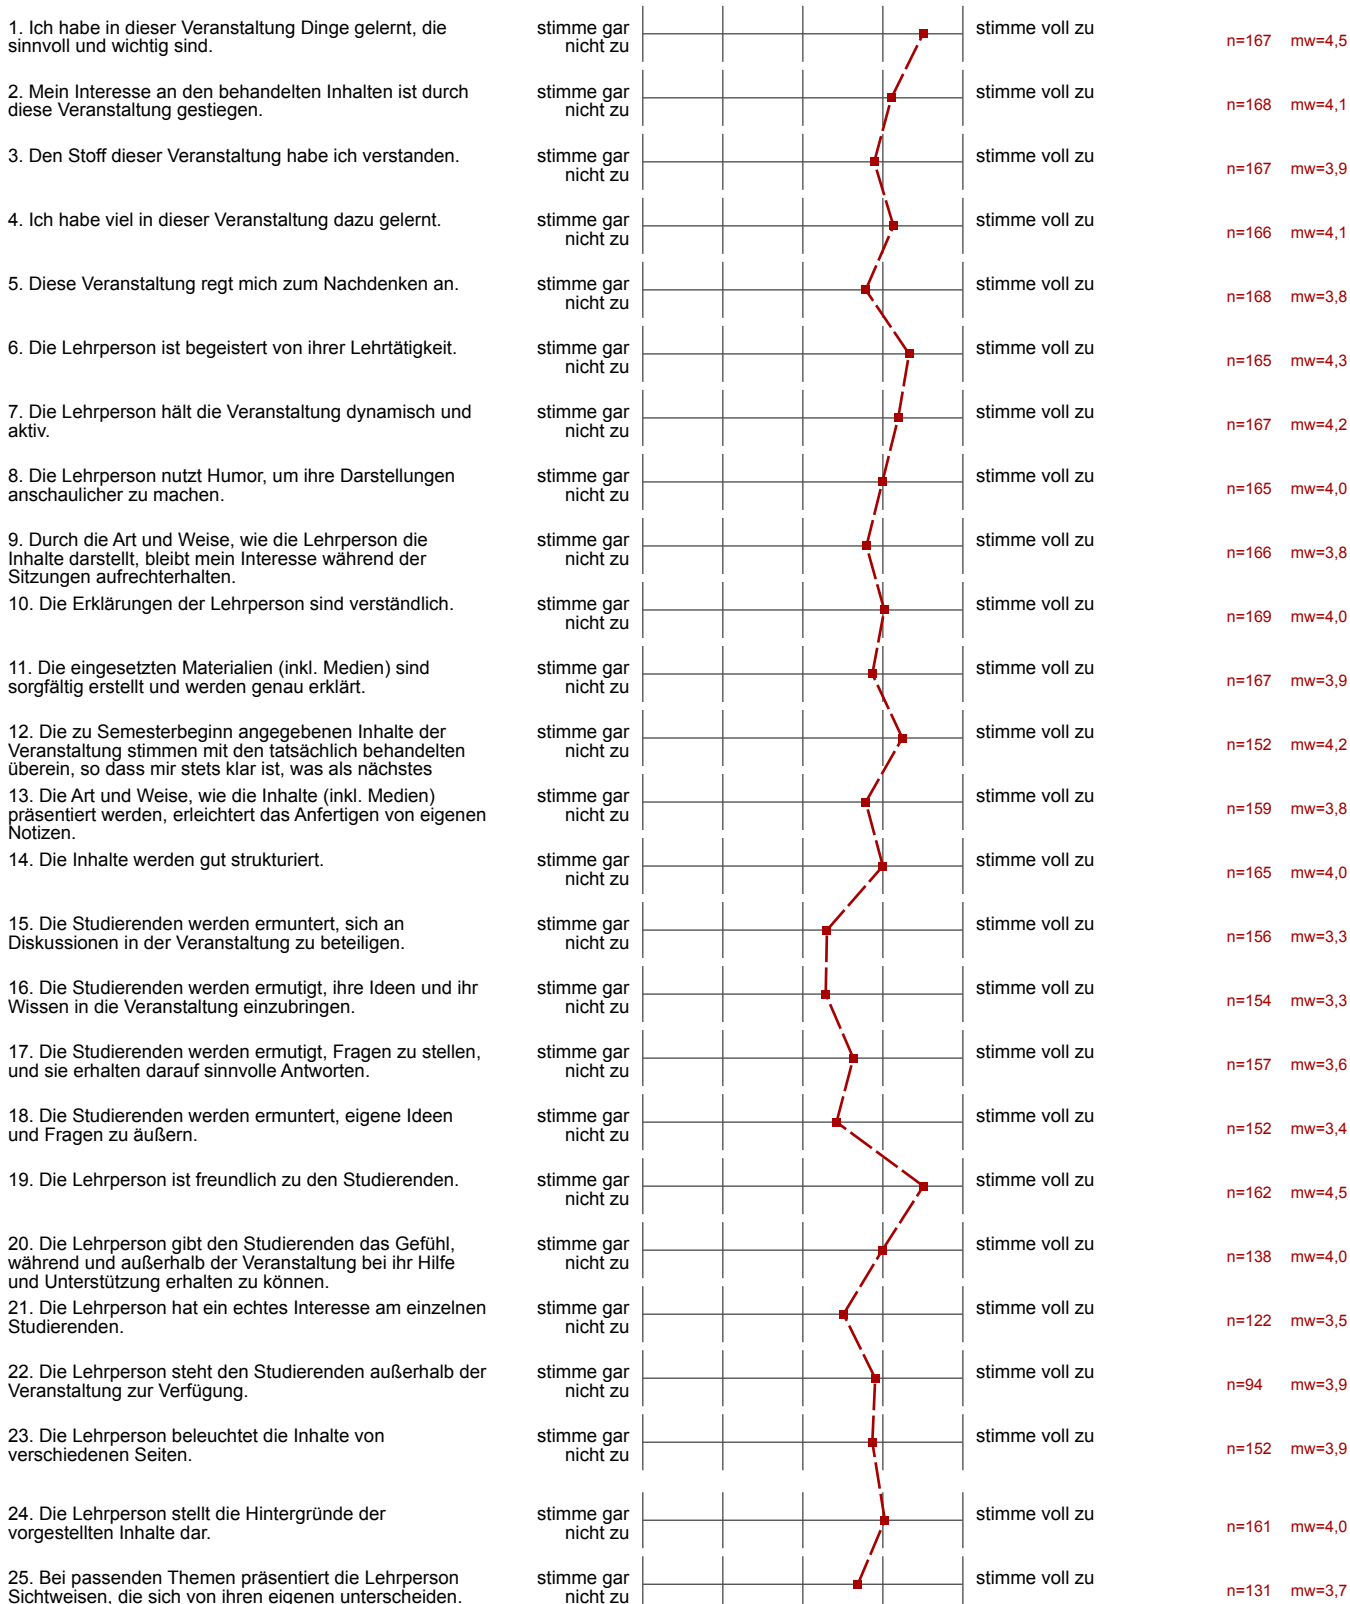 1. Ich habe in dieser Veranstaltung Dinge gelernt, die
sinnvoll und wichtig sind.
stimme gar
nicht zu
stimme voll zu
n=167 mw=4,5
2. Mein Interesse an den behandelten Inhalten ist durch
diese Veranstaltung gestiegen.
stimme gar
nicht zu
stimme voll zu
n=168 mw=4,1
3. Den Stoff dieser Veranstaltung habe ich verstanden.
stimme gar
nicht zu
stimme voll zu
n=167 mw=3,9
4. Ich habe viel in dieser Veranstaltung dazu gelernt.
stimme gar
nicht zu
stimme voll zu
n=166 mw=4,1
5. Diese Veranstaltung regt mich zum Nachdenken an.
stimme gar
nicht zu
stimme voll zu
n=168 mw=3,8
6. Die Lehrperson ist begeistert von ihrer Lehrtätigkeit.
stimme gar
nicht zu
stimme voll zu
n=165 mw=4,3
7. Die Lehrperson hält die Veranstaltung dynamisch und
aktiv.
stimme gar
nicht zu
stimme voll zu
n=167 mw=4,2
8. Die Lehrperson nutzt Humor, um ihre Darstellungen
anschaulicher zu machen.
stimme gar
nicht zu
stimme voll zu
n=165 mw=4,0
9. Durch die Art und Weise, wie die Lehrperson die
Inhalte darstellt, bleibt mein Interesse während der
Sitzungen aufrechterhalten.
stimme gar
nicht zu
stimme voll zu
n=166 mw=3,8
10. Die Erklärungen der Lehrperson sind verständlich.
stimme gar
nicht zu
stimme voll zu
n=169 mw=4,0
11. Die eingesetzten Materialien (inkl. Medien) sind
sorgfältig erstellt und werden genau erklärt.
stimme gar
nicht zu
stimme voll zu
n=167 mw=3,9
12. Die zu Semesterbeginn angegebenen Inhalte der
Veranstaltung stimmen mit den tatsächlich behandelten
überein, so dass mir stets klar ist, was als nächstes
stimme gar
nicht zu
stimme voll zu
n=152 mw=4,2
13. Die Art und Weise, wie die Inhalte (inkl. Medien)
präsentiert werden, erleichtert das Anfertigen von eigenen
Notizen.
stimme gar
nicht zu
stimme voll zu
n=159 mw=3,8
14. Die Inhalte werden gut strukturiert.
stimme gar
nicht zu
stimme voll zu
n=165 mw=4,0
15. Die Studierenden werden ermuntert, sich an
Diskussionen in der Veranstaltung zu beteiligen.
stimme gar
nicht zu
stimme voll zu
n=156 mw=3,3
16. Die Studierenden werden ermutigt, ihre Ideen und ihr
Wissen in die Veranstaltung einzubringen.
stimme gar
nicht zu
stimme voll zu
n=154 mw=3,3
17. Die Studierenden werden ermutigt, Fragen zu stellen,
und sie erhalten darauf sinnvolle Antworten.
stimme gar
nicht zu
stimme voll zu
n=157 mw=3,6
18. Die Studierenden werden ermuntert, eigene Ideen
und Fragen zu äußern.
stimme gar
nicht zu
stimme voll zu
n=152 mw=3,4
19. Die Lehrperson ist freundlich zu den Studierenden.
stimme gar
nicht zu
stimme voll zu
n=162 mw=4,5
20. Die Lehrperson gibt den Studierenden das Gefühl,
während und außerhalb der Veranstaltung bei ihr Hilfe
und Unterstützung erhalten zu können.
stimme gar
nicht zu
stimme voll zu
n=138 mw=4,0
21. Die Lehrperson hat ein echtes Interesse am einzelnen
Studierenden.
stimme gar
nicht zu
stimme voll zu
n=122 mw=3,5
22. Die Lehrperson steht den Studierenden außerhalb der
Veranstaltung zur Verfügung.
stimme gar
nicht zu
stimme voll zu
n=94 mw=3,9
23. Die Lehrperson beleuchtet die Inhalte von
verschiedenen Seiten.
stimme gar
nicht zu
stimme voll zu
n=152 mw=3,9
24. Die Lehrperson stellt die Hintergründe der
vorgestellten Inhalte dar.
stimme gar
nicht zu
stimme voll zu
n=161 mw=4,0
25. Bei passenden Themen präsentiert die Lehrperson
Sichtweisen, die sich von ihren eigenen unterscheiden.
stimme gar
nicht zu
stimme voll zu
n=131 mw=3,7